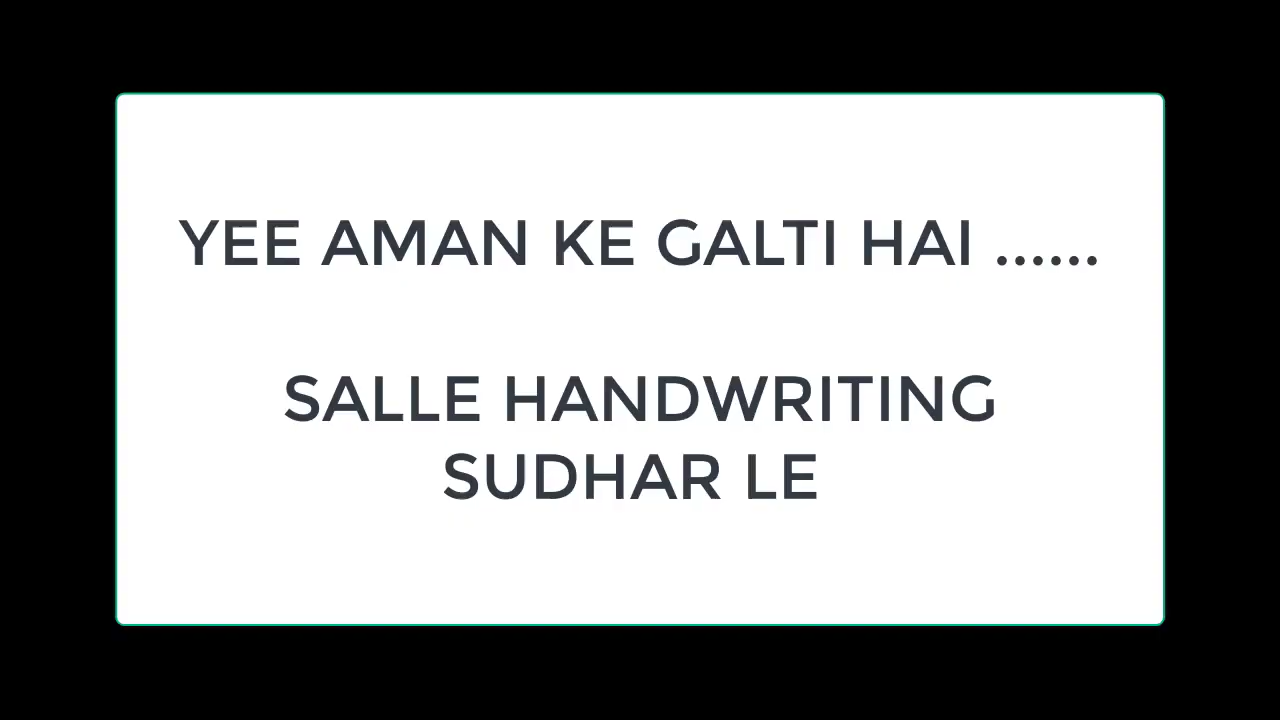 YEE AMAN KE GALTI HAI ......
SALLE HANDWRITING
SUDHAR LE